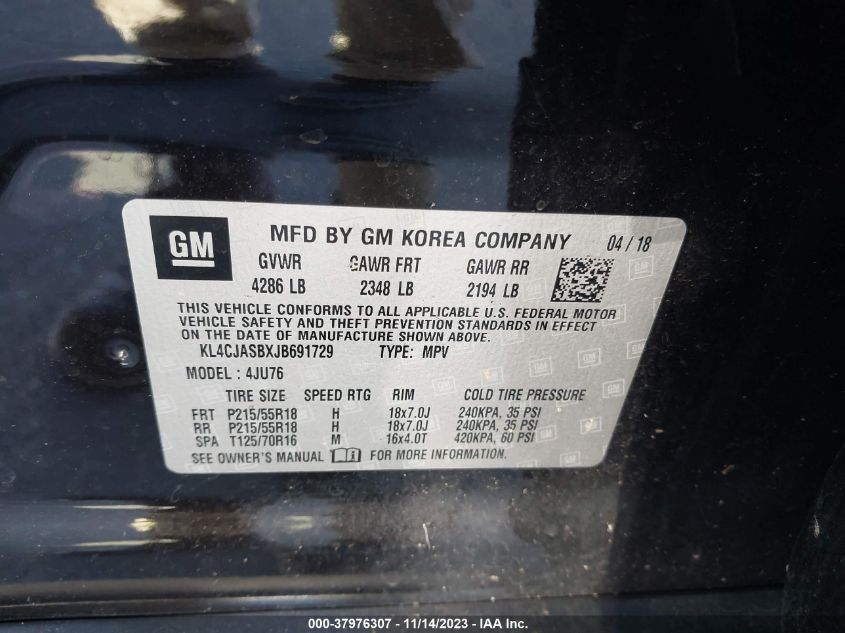 GM MFD BY GM KOREA COMPANY 04 / 18
GVWR GAWR FRT GAWR RR
4286 LB 2348 LB 2194 LB
THIS VEHICLE CONFORMS TO ALL APPLICABLE U.S. FEDERAL MOTOR
VEHICLE SAFETY AND THEFT PREVENTION STANDARDS IN EFFECT
ON THE DATE OF MANUFACTURE SHOWN ABOVE.
KL4CJASBXJB691729 TYPE: MPV
MODEL : 4JU76
TIRE SIZE SPEED RTG RIM COLD TIRE PRESSURE
FRT P215/55R18 H 18x7.0J 240KPA, 35 PSI
RR P215/55R18 H 18x7.0J 240KPA, 35 PSI
SPA T125/70R16 M 16x4.0T 420KPA, 60 PSI
SEE OWNER'S MANUAL FOR MORE INFORMATION.
000-37976307 - 11/14/2023 - IAA Inc.